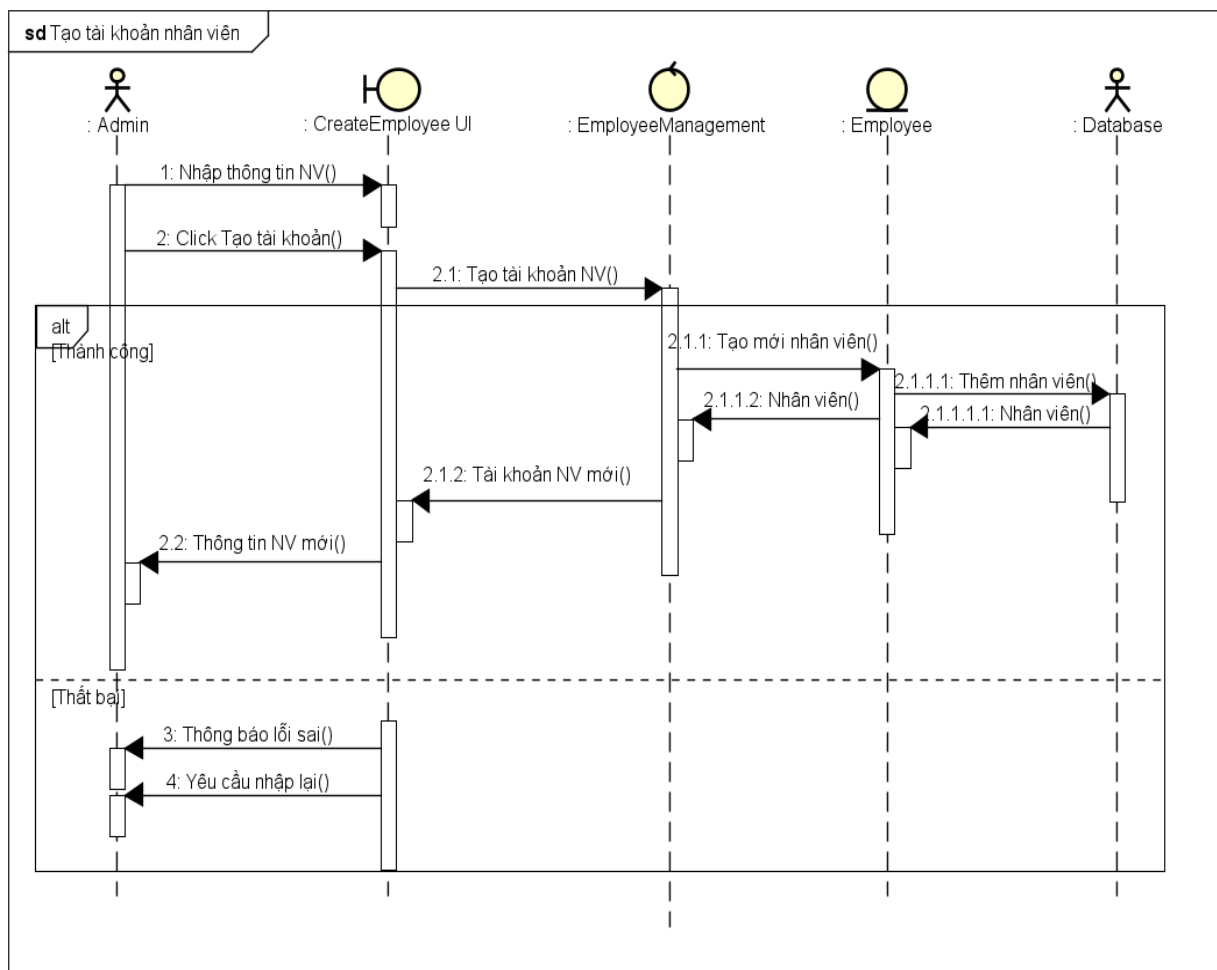 sd Tạo tài khoản nhân viên
: Admin
: CreateEmployee UI
: EmployeeManagement
: Employee
: Database
1: Nhập thông tin NV()
2: Click Tạo tài khoản()
2.1: Tạo tài khoản NV()
alt
[Thành công]
2.1.1: Tạo mới nhân viên()
2.1.1.1: Thêm nhân viên()
2.1.1.2: Nhân viên()
2.1.1.1.1: Nhân viên()
2.1.2: Tài khoản NV mới()
2.2: Thông tin NV mới()
[Thất bại]
3: Thông báo lỗi sai()
4: Yêu cầu nhập lại()